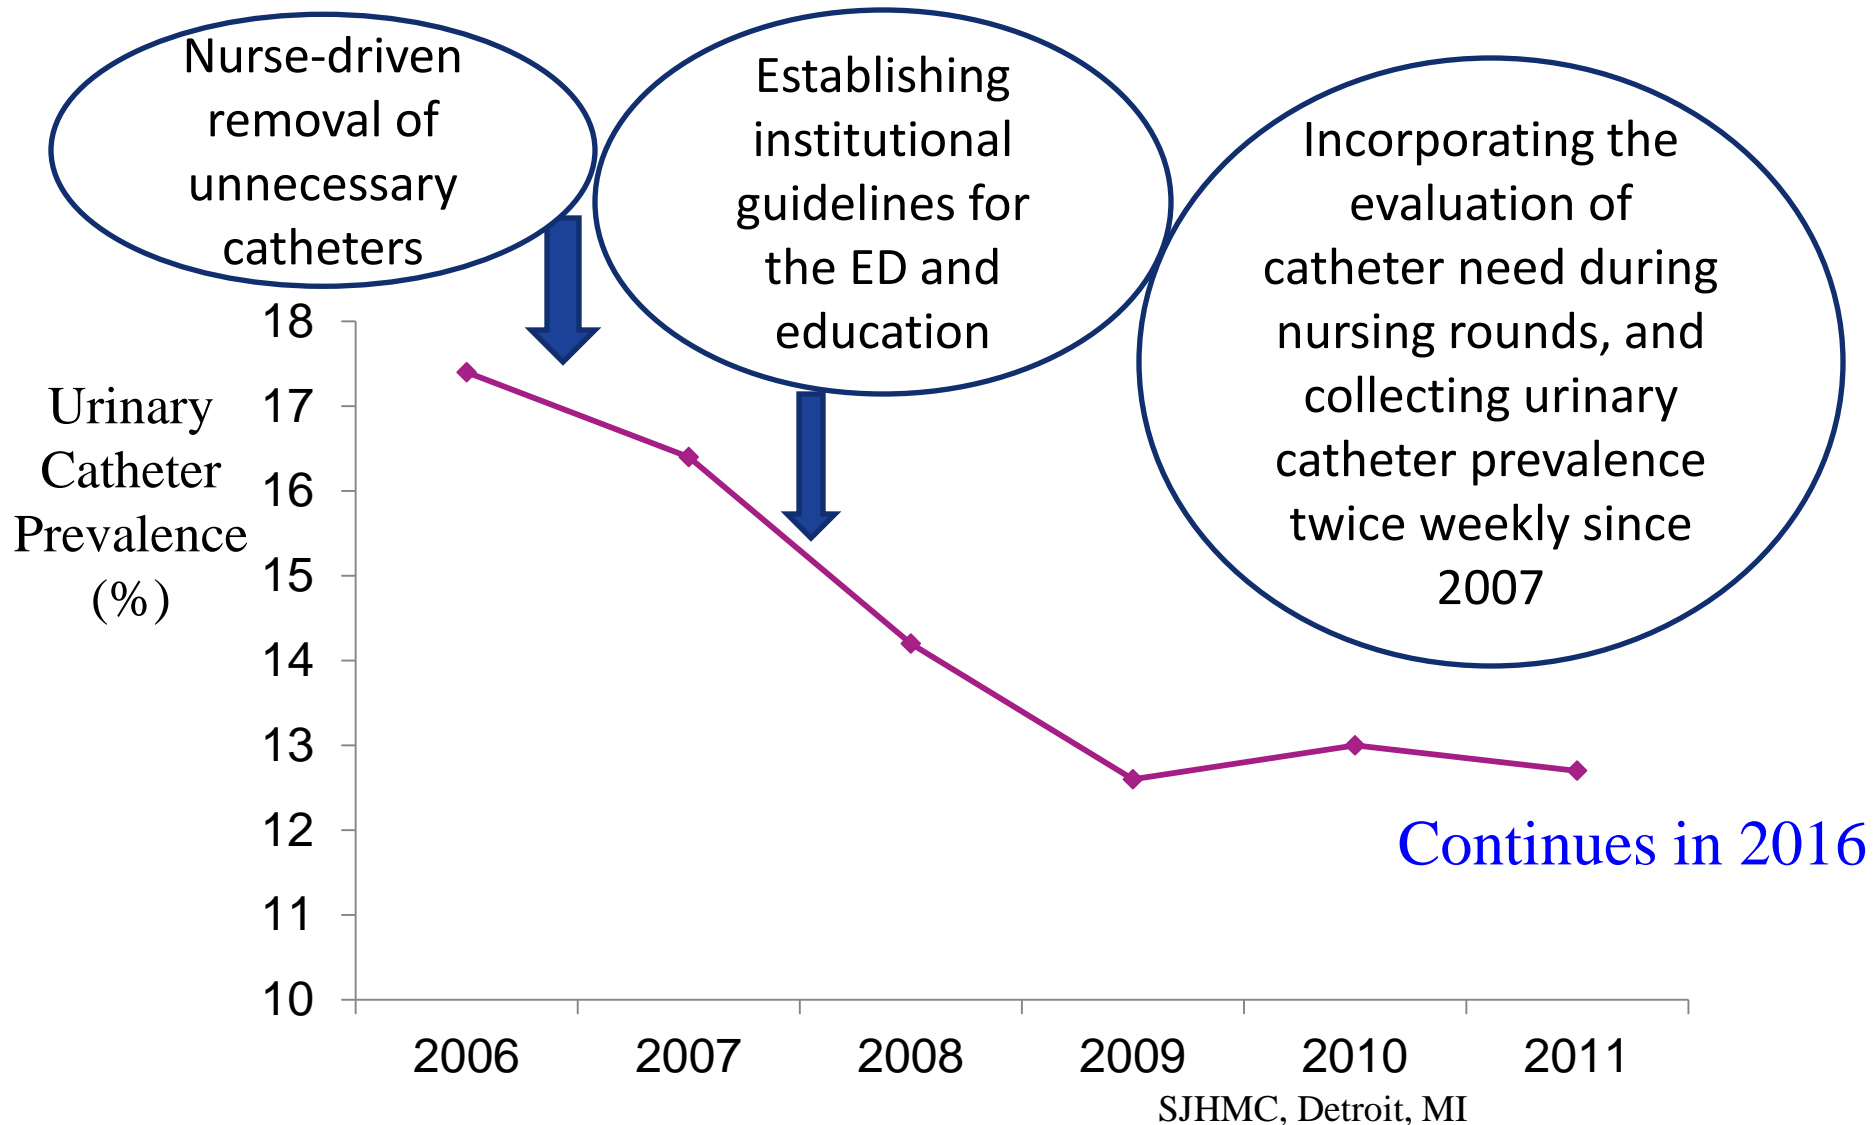 Nurse-driven
removal of
unnecessary
catheters
Establishing
institutional
guidelines for
the ED and
education
Incorporating the
evaluation of
catheter need during
nursing rounds, and
collecting urinary
catheter prevalence
twice weekly since
2007
Urinary
Catheter
Prevalence
(%)
18
17
16
15
14
13
12
11
10
Continues in 2016
2006 2007 2008 2009 2010 2011
SJHMC, Detroit, MI